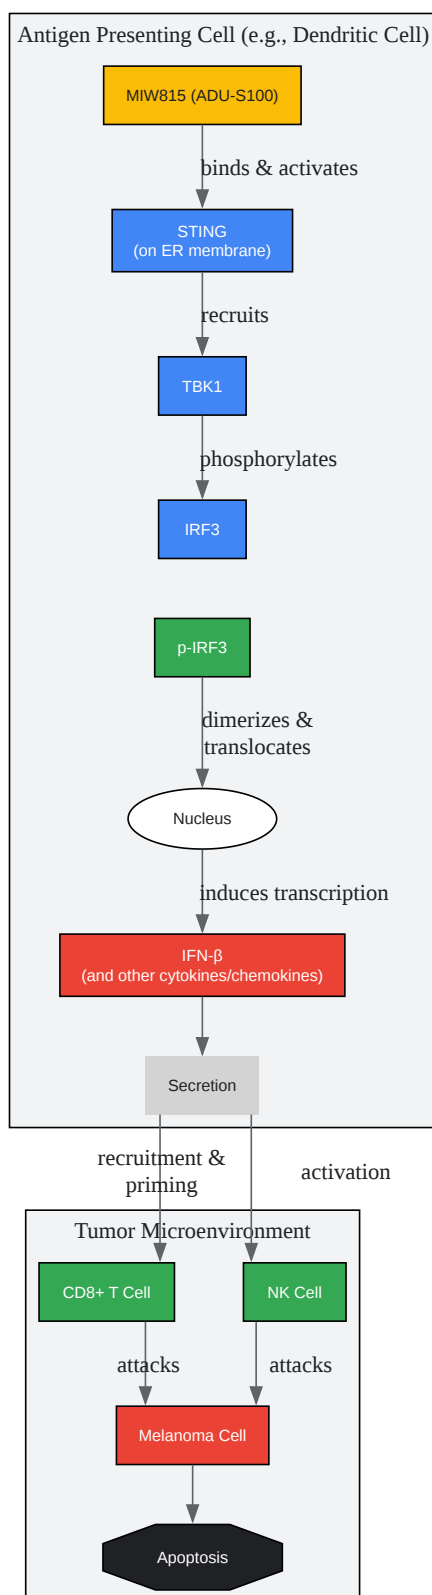 Antigen Presenting Cell (e.g., Dendritic Cell)
MIW815 (ADU-S100)
binds & activates
STING
(on ER membrane)
recruits
TBK1
phosphorylates
IRF3
p-IRF3
dimerizes &
translocates
Nucleus
induces transcription
IFN-β
(and other cytokines/chemokines)
Secretion
recruitment &
priming
activation
Tumor Microenvironment
CD8+ T Cell
NK Cell
attacks
attacks
Melanoma Cell
Apoptosis